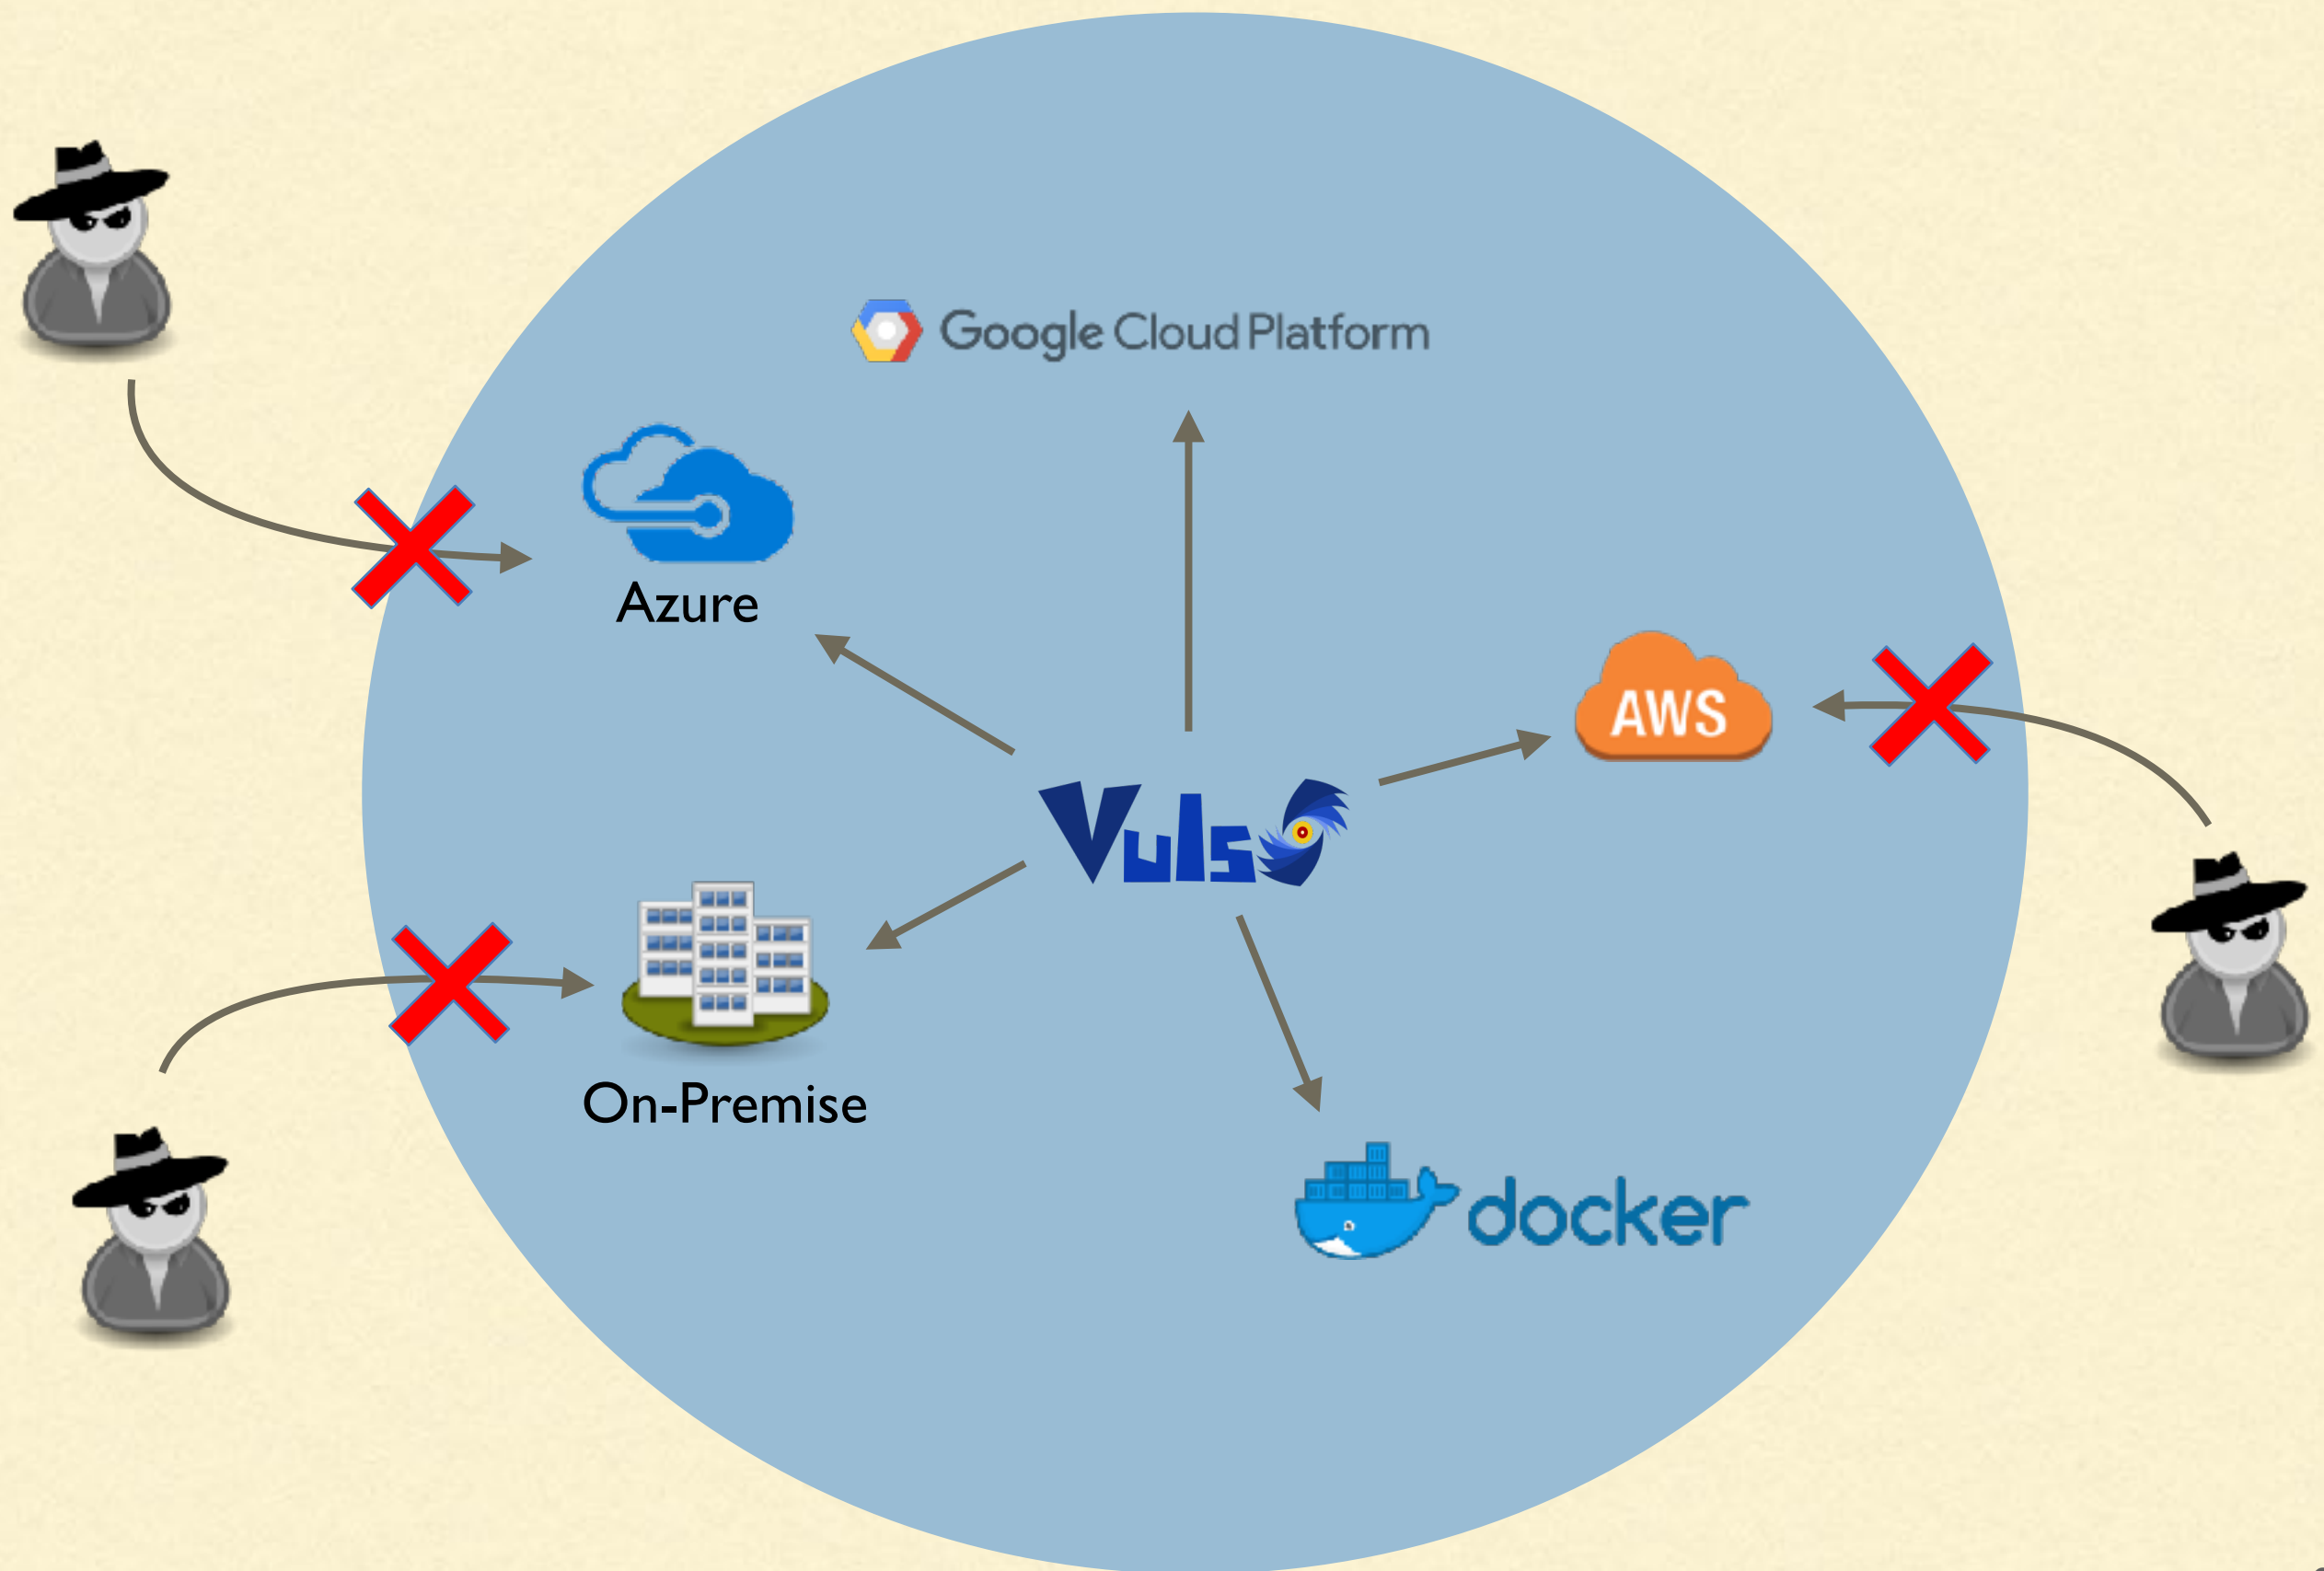 Google Cloud Platform
Azure
AWS
Vuls
On-Premise
docker